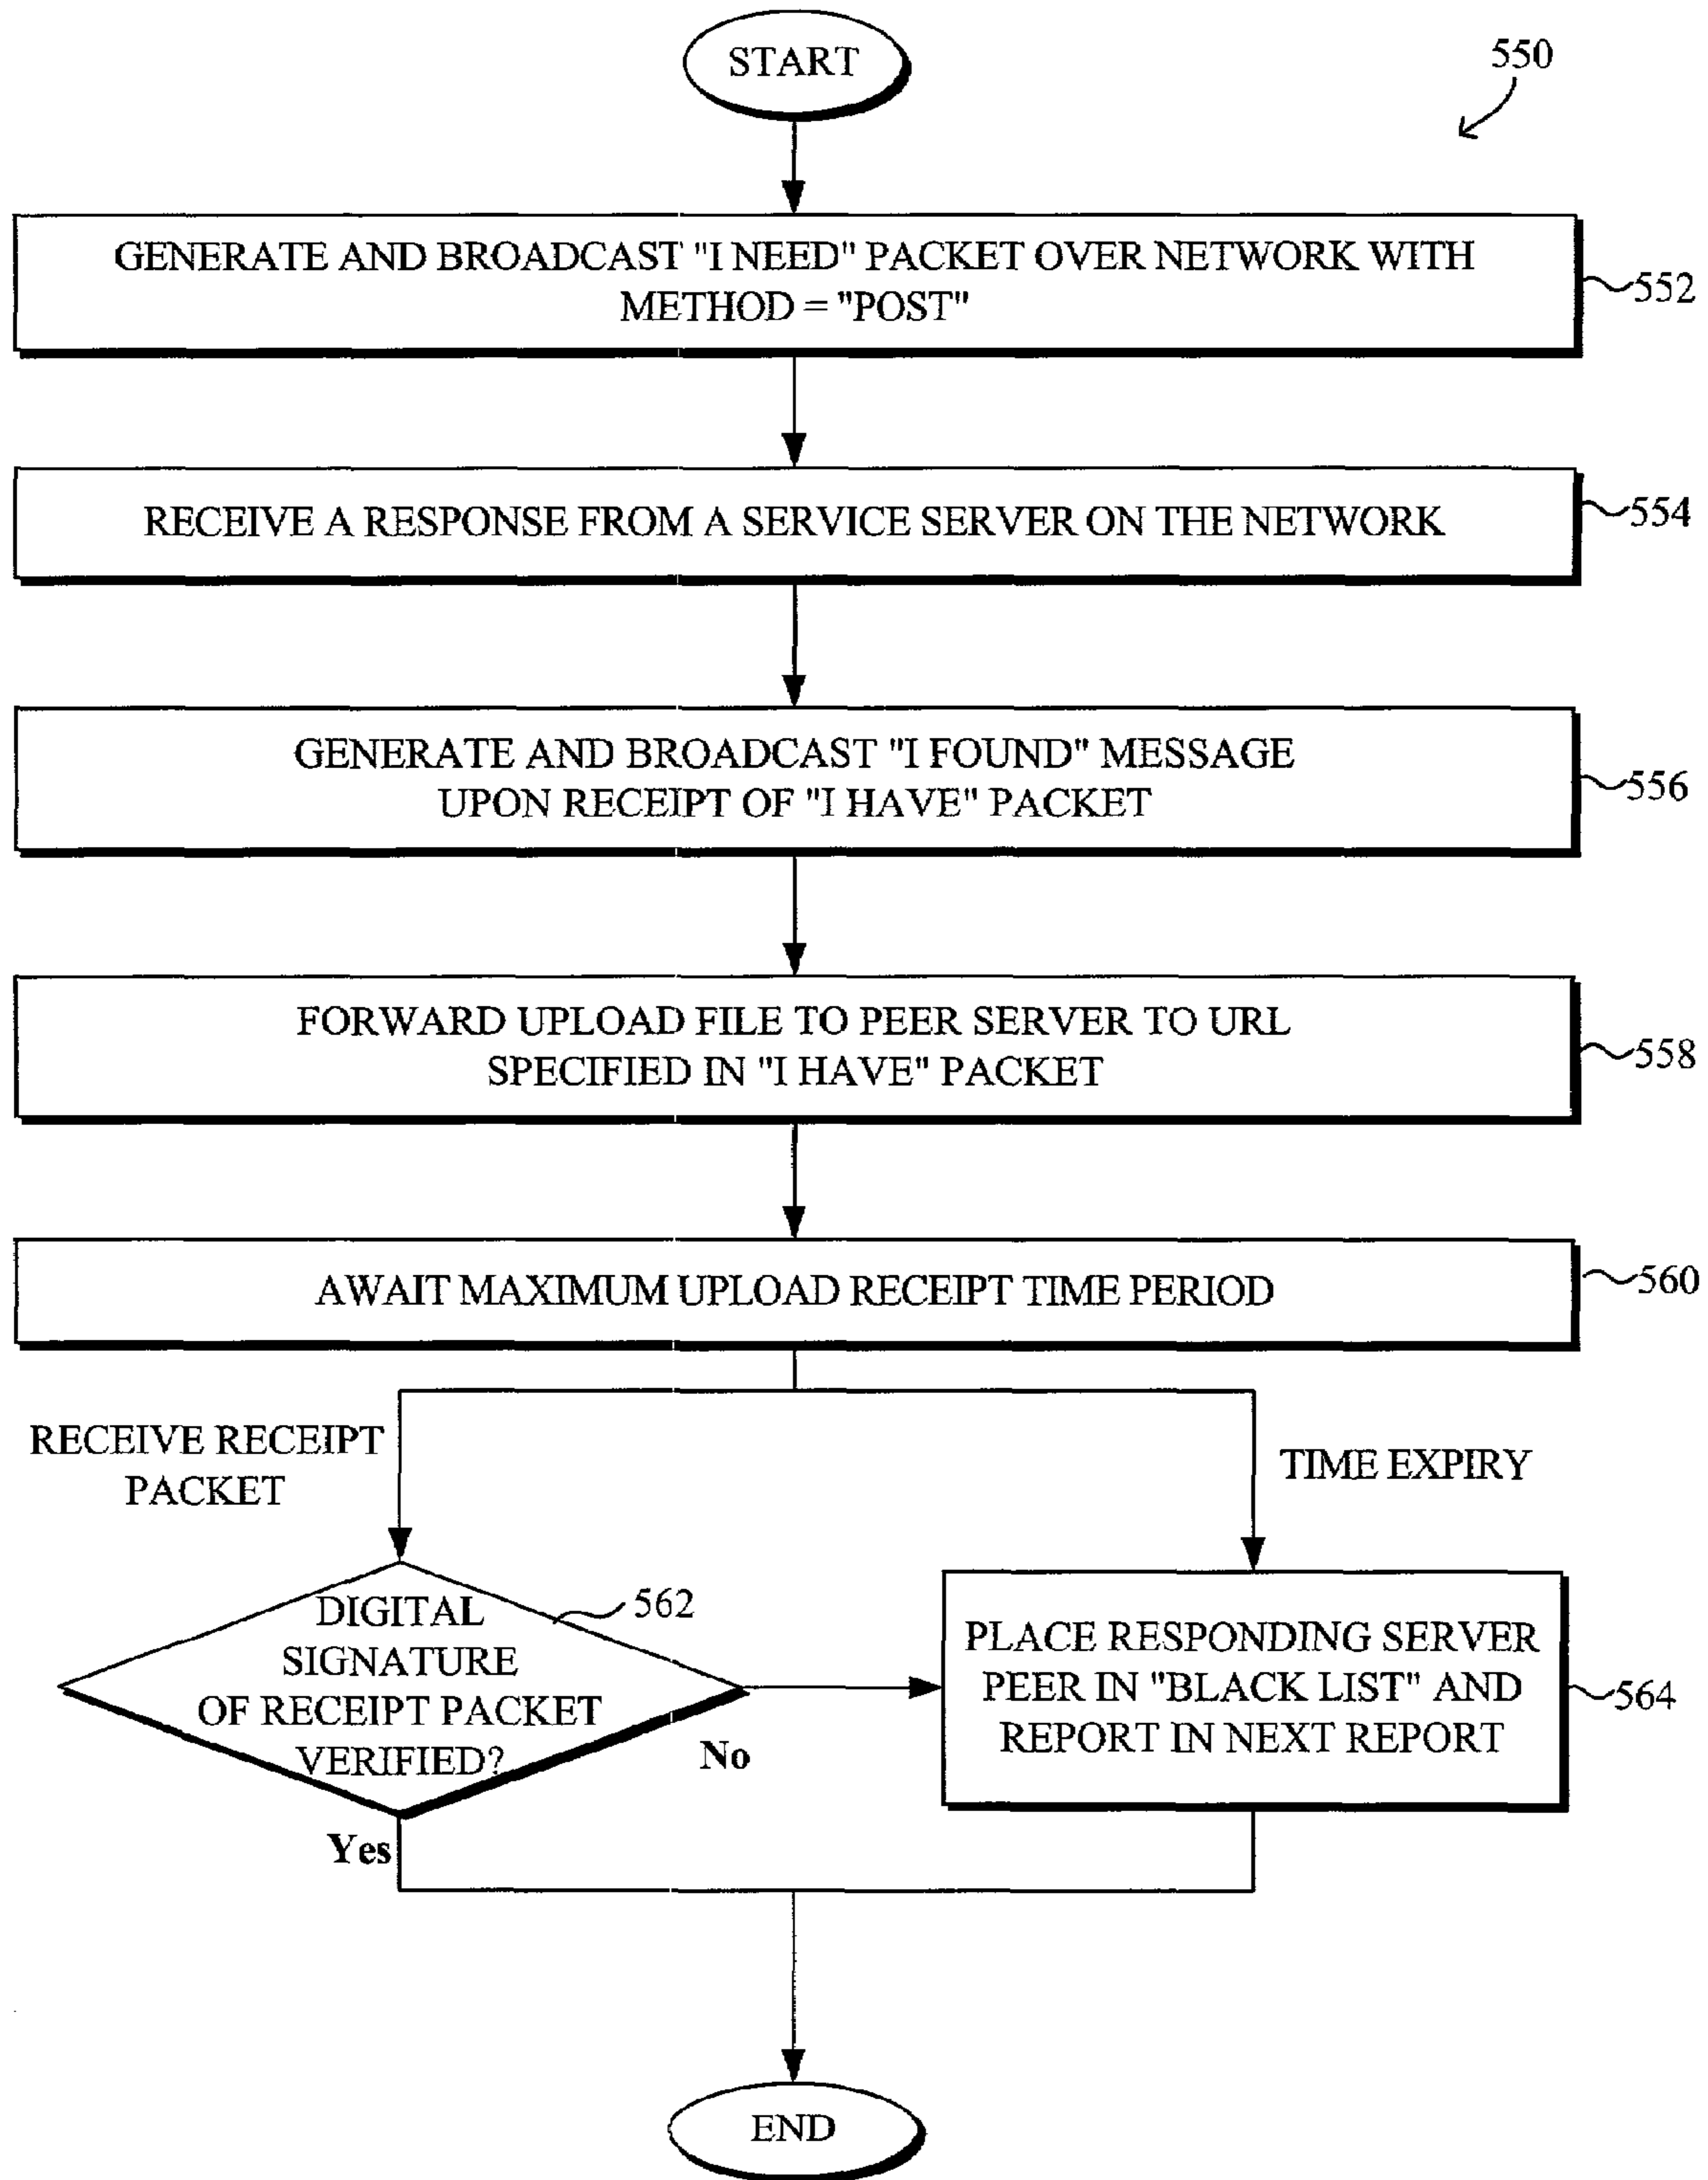 START
550
GENERATE AND BROADCAST "I NEED" PACKET OVER NETWORK WITH
METHOD = "POST"
552
RECEIVE A RESPONSE FROM A SERVICE SERVER ON THE NETWORK
554
GENERATE AND BROADCAST "I FOUND" MESSAGE
UPON RECEIPT OF "I HAVE" PACKET
556
FORWARD UPLOAD FILE TO PEER SERVER TO URL
SPECIFIED IN "I HAVE" PACKET
558
AWAIT MAXIMUM UPLOAD RECEIPT TIME PERIOD
560
RECEIVE RECEIPT
PACKET
TIME EXPIRY
DIGITAL
SIGNATURE
OF RECEIPT PACKET
VERIFIED?
562
No
Yes
PLACE RESPONDING SERVER
PEER IN "BLACK LIST" AND
REPORT IN NEXT REPORT
564
END